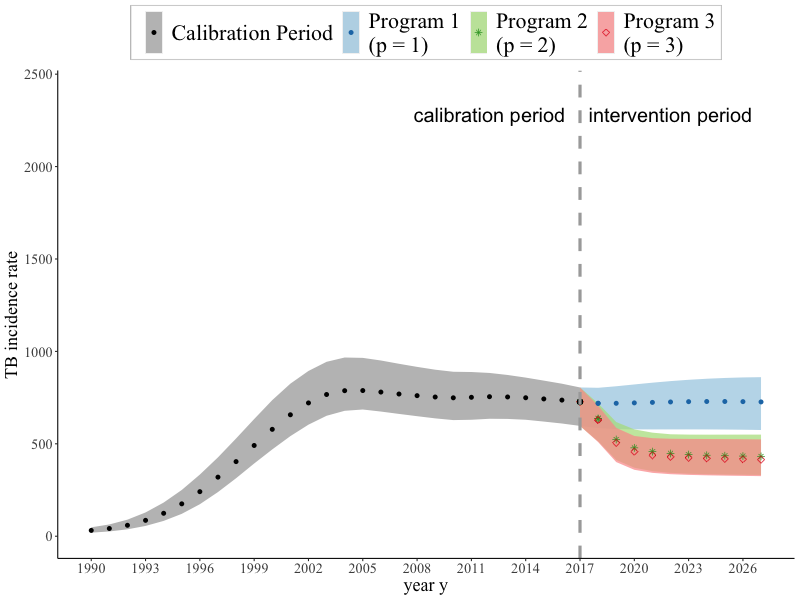 Calibration Period
Program 1
(p = 1)
Program 2
(p = 2)
Program 3
(p = 3)
calibration period
intervention period
TB incidence rate
2500
2000
1500
1000
500
0
1990 1993 1996 1999 2002 2005 2008 2011 2014 2017 2020 2023 2026
year y